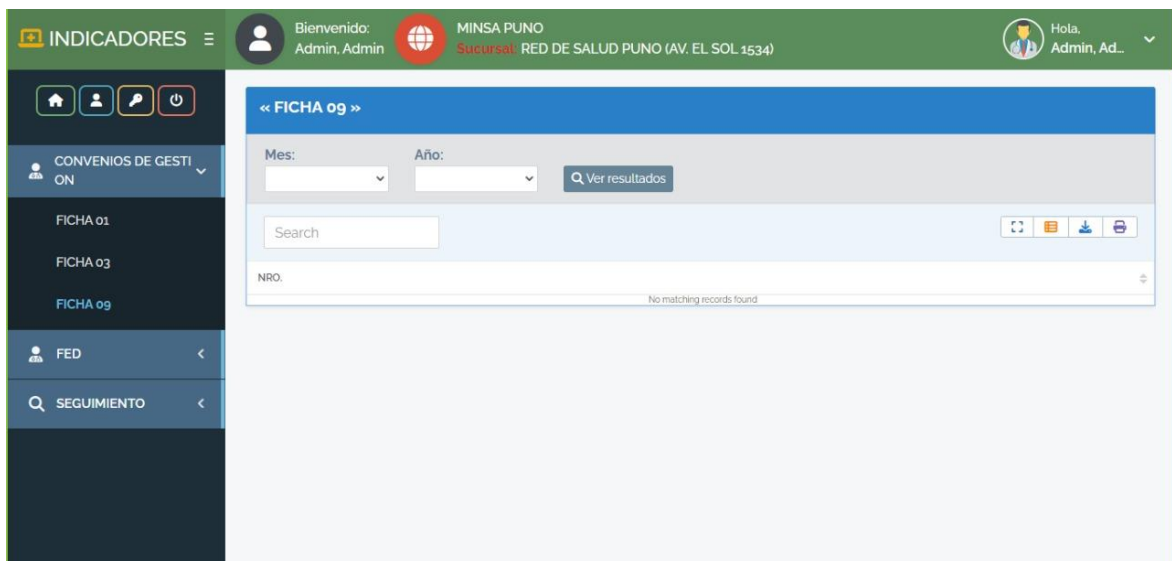 INDICADORES
Bienvenido:
Admin, Admin
MINSA PUNO
Sucursal: RED DE SALUD PUNO (AV. EL SOL 1534)
Hola,
Admin, Ad...
CONVENIOS DE GESTI
ON
FICHA 01
FICHA 03
FICHA 09
FED
SEGUIMIENTO
« FICHA 09 »
Mes:
Año:
Ver resultados
Search
NRO.
No matching records found